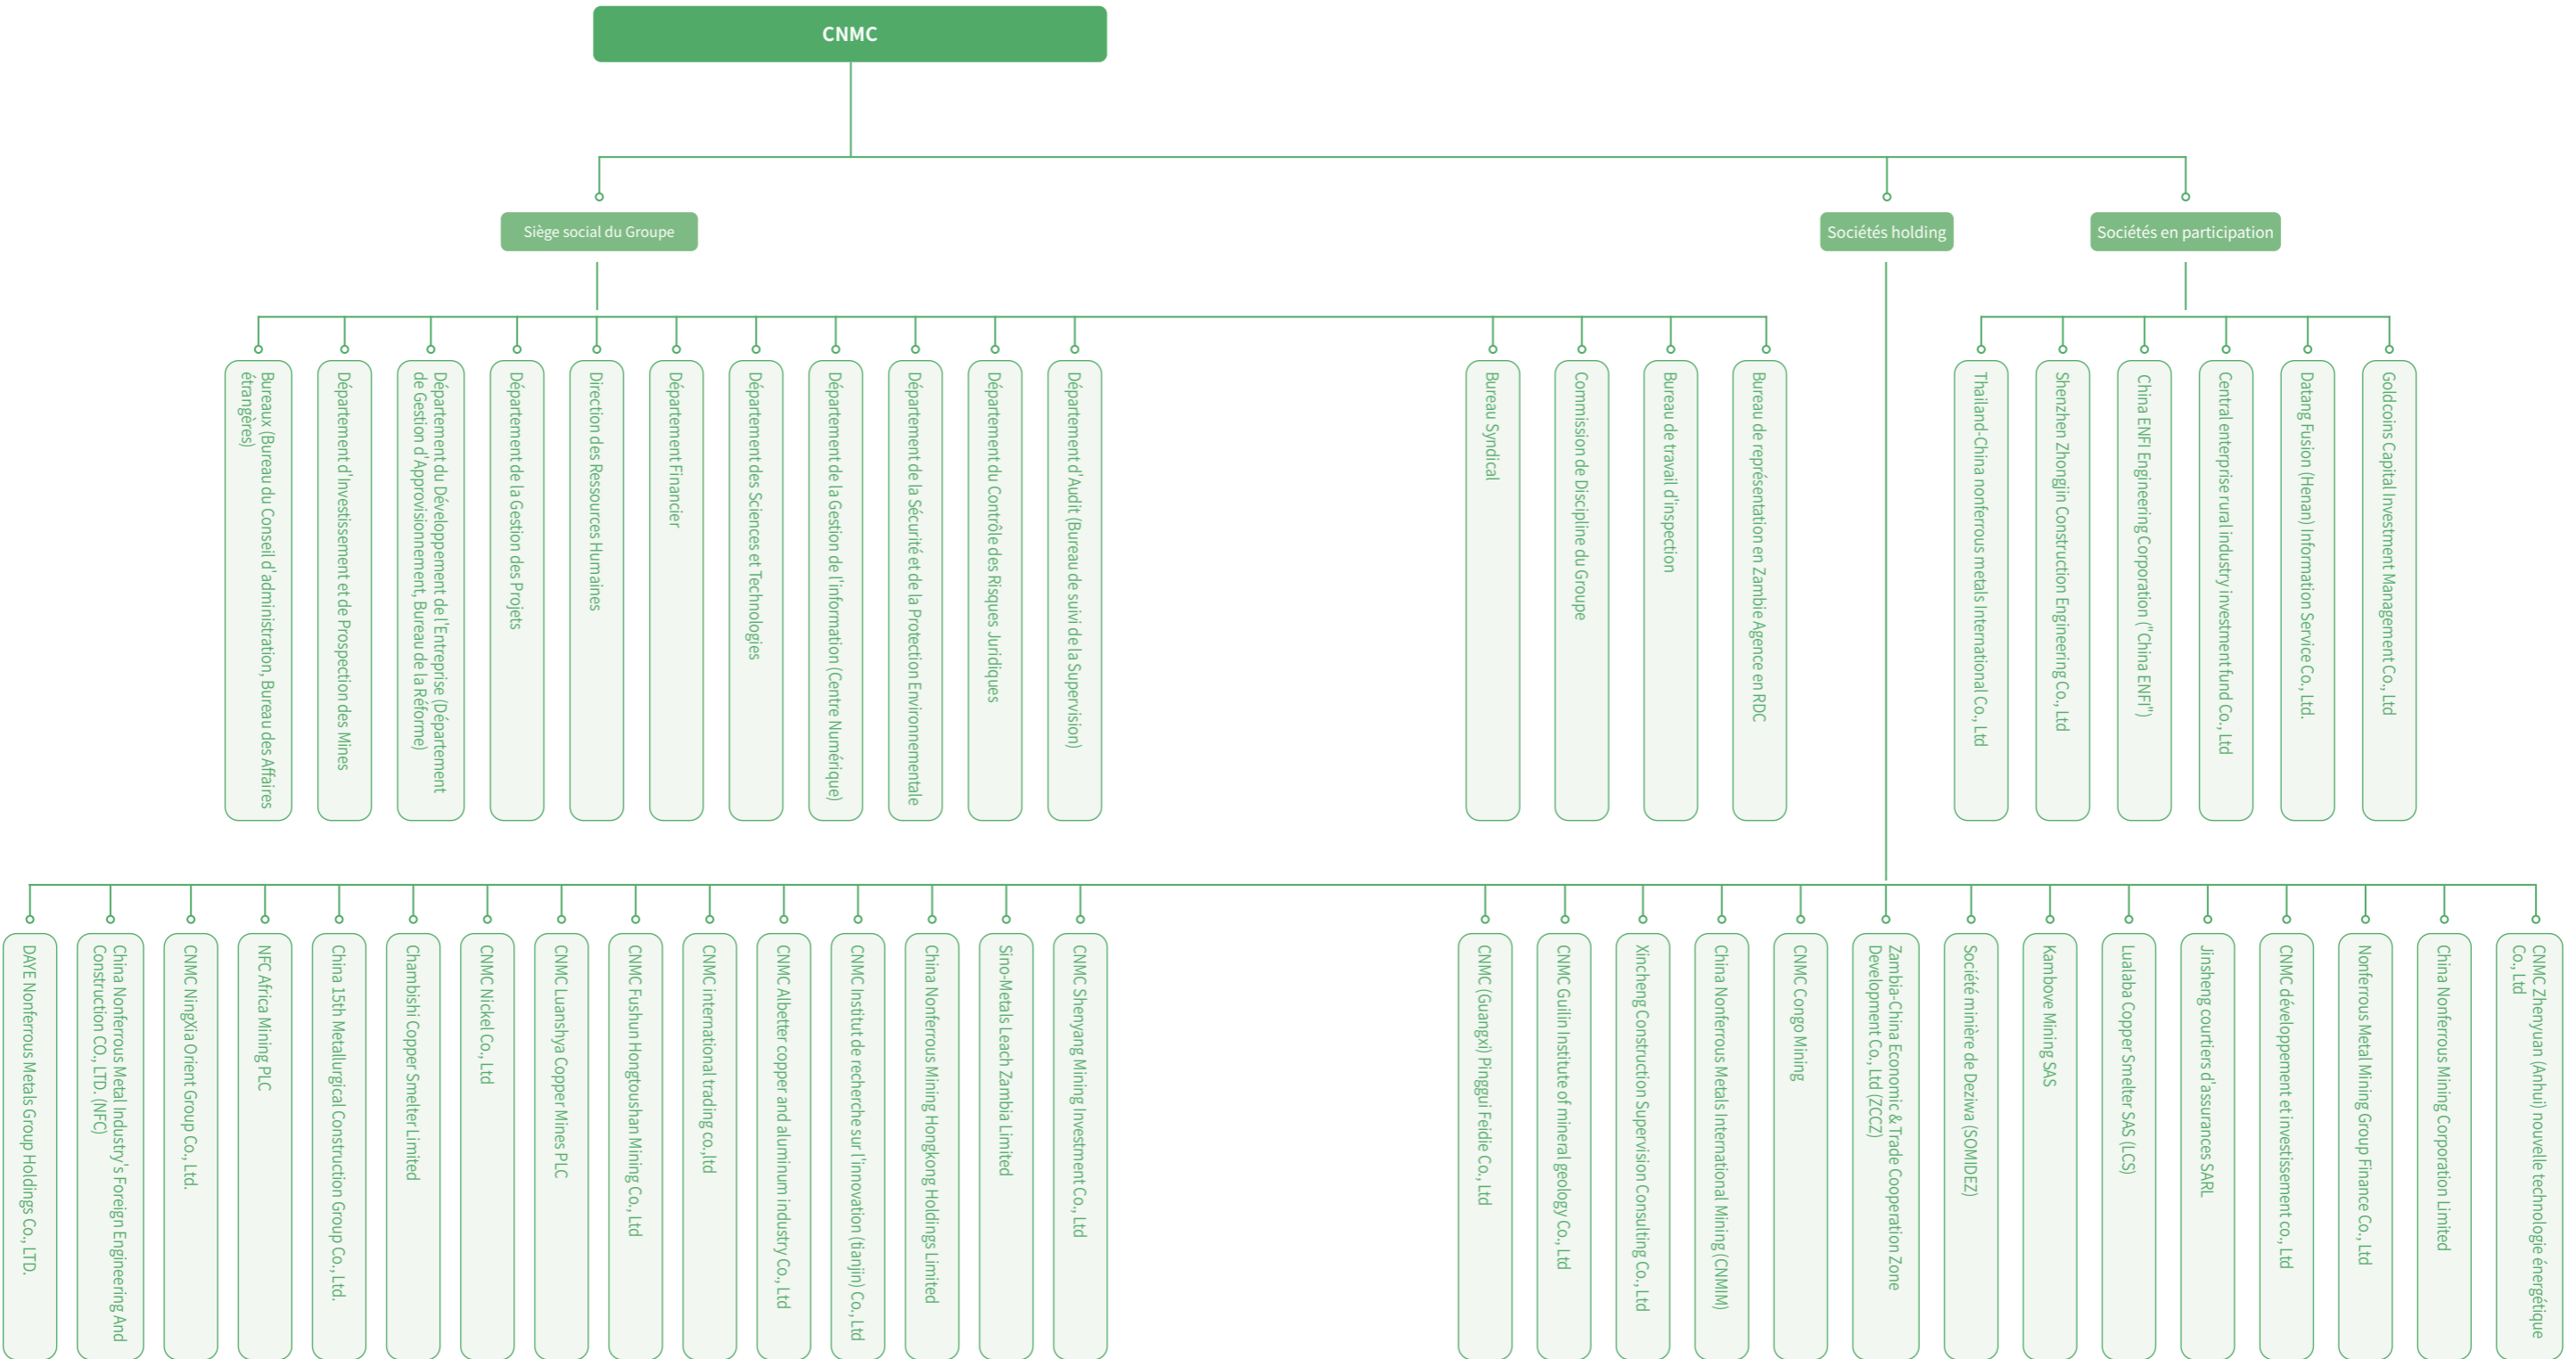 CNMC
Siège social du Groupe
Sociétés holding
Sociétés en participation
Bureaux (Bureau du Conseil d'administration, Bureau des Affaires
étrangères)
Département d'Investissement et de Prospection des Mines
Département du Développement de l'Entreprise (Département
de Gestion d'Approvisionnement, Bureau de la Réforme)
Département de la Gestion des Projets
Direction des Ressources Humaines
Département Financier
Département des Sciences et Technologies
Département de la Gestion de l'information (Centre Numérique)
Département de la Sécurité et de la Protection Environnementale
Département du Contrôle des Risques Juridiques
Département d'Audit (Bureau de suivi de la Supervision)
Bureau Syndical
Commission de Discipline du Groupe
Bureau de travail d'inspection
Bureau de représentation en Zambie Agence en RDC
Thailand-China nonferrous metals International Co., Ltd
Shenzhen Zhongjin Construction Engineering Co., Ltd
China ENFI Engineering Corporation ("China ENFI")
Central enterprise rural industry investment fund Co., Ltd
Datang Fusion (Henan) Information Service Co., Ltd.
Goldcoins Capital Investment Management Co., Ltd
DAYE Nonferrous Metals Group Holdings Co., LTD.
China Nonferrous Metal Industry's Foreign Engineering And
Construction CO., LTD. (NFC)
CNMC NingXia Orient Group Co., Ltd.
NFC Africa Mining PLC
China 15th Metallurgical Construction Group Co., Ltd.
Chambishi Copper Smelter Limited
CNMC Nickel Co., Ltd
CNMC Luanshya Copper Mines PLC
CNMC Fushun Hongtoushan Mining Co., Ltd
CNMC international trading co.,ltd
CNMC Albetter copper and aluminum industry Co., Ltd
CNMC Institut de recherche sur l'innovation (tianjin) Co., Ltd
China Nonferrous Mining Hongkong Holdings Limited
Sino-Metals Leach Zambia Limited
CNMC Shenyang Mining Investment Co., Ltd
CNMC (Guangxi) Pinggui Feidie Co., Ltd
CNMC Guilin Institute of mineral geology Co., Ltd
Xincheng Construction Supervision Consulting Co., Ltd
China Nonferrous Metals International Mining (CNMIM)
CNMC Congo Mining
Zambia-China Economic & Trade Cooperation Zone
Development Co., Ltd (ZCCZ)
Société minière de Deziwa (SOMIDEZ)
Kambove Mining SAS
Lualaba Copper Smelter SAS (LCS)
Jinsheng courtiers d'assurances SARL
CNMC développement et investissement co., Ltd
Nonferrous Metal Mining Group Finance Co., Ltd
China Nonferrous Mining Corporation Limited
CNMC Zhenyuan (Anhui) nouvelle technologie énergétique
Co., Ltd